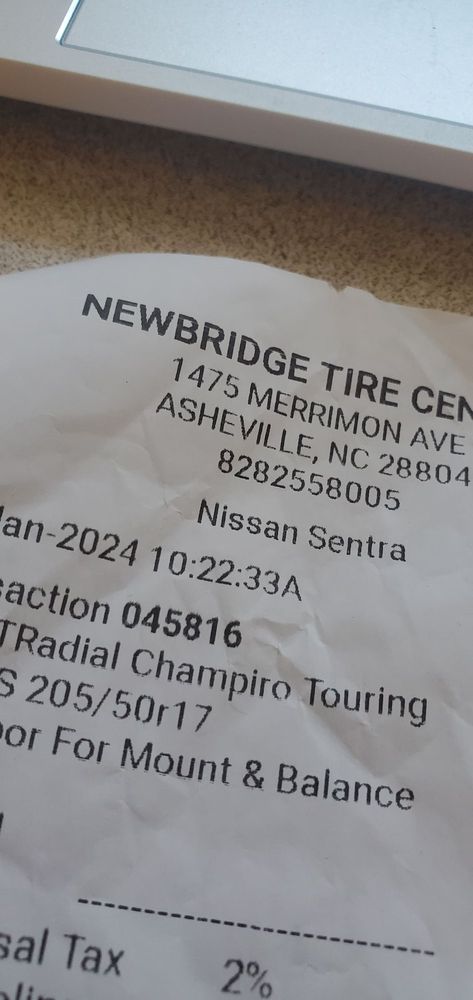 NEWBRIDGE TIRE CEN
1475 MERRIMON AVE
ASHEVILLE, NC 28804
8282558005
Nissan Sentra
Jan-2024 10:22:33A
saction 045816
TRadial Champiro Touring
S 205/50r17
bor For Mount & Balance
sal Tax 2%